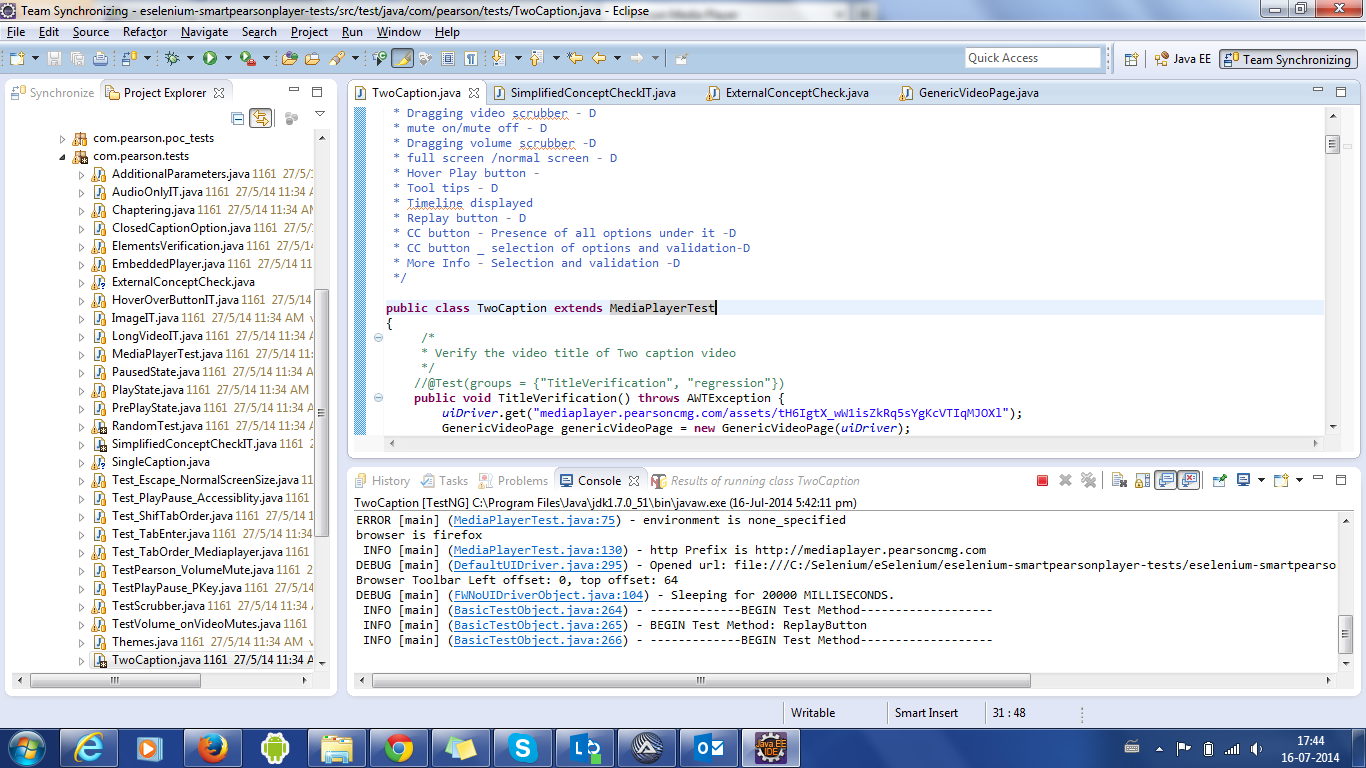 Team Synchronizing - eselenium-smartpearsonplayer-tests/src/test/java/com/pearson/tests/TwoCaption.java - Eclipse
File Edit Source Refactor Navigate Search Project Run Window Help
Quick Access
Java EE
Team Synchronizing
Synchronize
Project Explorer
com.pearson.poc_tests
com.pearson.tests
AdditionalParameters.java 1161 27/5/1
AudioOnlyIT.java 1161 27/5/14 11:34 A
Chaptering.java 1161 27/5/14 11:34 AM
ClosedCaptionOption.java 1161 27/5/
ElementsVerification.java 1161 27/5/14
EmbeddedPlayer.java 1161 27/5/14 11
ExternalConceptCheck.java
HoverOverButtonIT.java 1161 27/5/14
ImageIT.java 1161 27/5/14 11:34 AM
LongVideoIT.java 1161 27/5/14 11:34 A
MediaPlayerTest.java 1161 27/5/14 11:
PausedState.java 1161 27/5/14 11:34 A
PlayState.java 1161 27/5/14 11:34 AM
PrePlayState.java 1161 27/5/14 11:34 A
RandomTest.java 1161 27/5/14 11:34 A
SimplifiedConceptCheckIT.java 1161 2
SingleCaption.java
Test_Escape_NormalScreenSize.java 11
Test_PlayPause_Accessiblity.java 1161
Test_ShifTabOrder.java 1161 27/5/14 1
Test_TabEnter.java 1161 27/5/14 11:34
Test_TabOrder_Mediaplayer.java 1161
TestPearson_VolumeMute.java 1161 27
TestPlayPause_PKey.java 1161 27/5/14
TestScrubber.java 1161 27/5/14 11:34 A
TestVolume_onVideoMutes.java 1161
Themes.java 1161 27/5/14 11:34 AM v
TwoCaption.java 1161 27/5/14 11:34 A
TwoCaption.java
SimplifiedConceptCheckIT.java
ExternalConceptCheck.java
GenericVideoPage.java
* Dragging video scrubber - D
* mute on/mute off - D
* Dragging volume scrubber -D
* full screen /normal screen - D
* Hover Play button -
* Tool tips - D
* Timeline displayed
* Replay button - D
* CC button - Presence of all options under it -D
* CC button _ selection of options and validation-D
* More Info - Selection and validation -D
*/
public class TwoCaption extends MediaPlayerTest
{
/*
* Verify the video title of Two caption video
*/
//@Test(groups = {"TitleVerification", "regression"})
public void TitleVerification() throws AWTException {
uiDriver.get("mediaplayer.pearsoncmg.com/assets/tH6IgtX_wW1isZkRq5sYgKcVTIqMJOXl");
GenericVideoPage genericVideoPage = new GenericVideoPage(uiDriver);
History Tasks Problems Console Results of running class TwoCaption
TwoCaption [TestNG] C:\Program Files\Java\jdk1.7.0_51\bin\javaw.exe (16-Jul-2014 5:42:11 pm)
ERROR [main] (MediaPlayerTest.java:75) - environment is none_specified
browser is firefox
INFO [main] (MediaPlayerTest.java:130) - http Prefix is http://mediaplayer.pearsoncmg.com
DEBUG [main] (DefaultUIDriver.java:295) - Opened url: file:///C:/Selenium/eSelenium/eselenium-smartpearsonplayer-tests/eselenium-smartpearso
Browser Toolbar Left offset: 0, top offset: 64
DEBUG [main] (FWNoUIDriverObject.java:104) - Sleeping for 20000 MILLISECONDS.
INFO [main] (BasicTestObject.java:264) - -------------BEGIN Test Method-------------------
INFO [main] (BasicTestObject.java:265) - BEGIN Test Method: ReplayButton
INFO [main] (BasicTestObject.java:266) - -------------BEGIN Test Method-------------------
Writable
Smart Insert
31 : 48
Java EE
IDE
17:44
16-07-2014